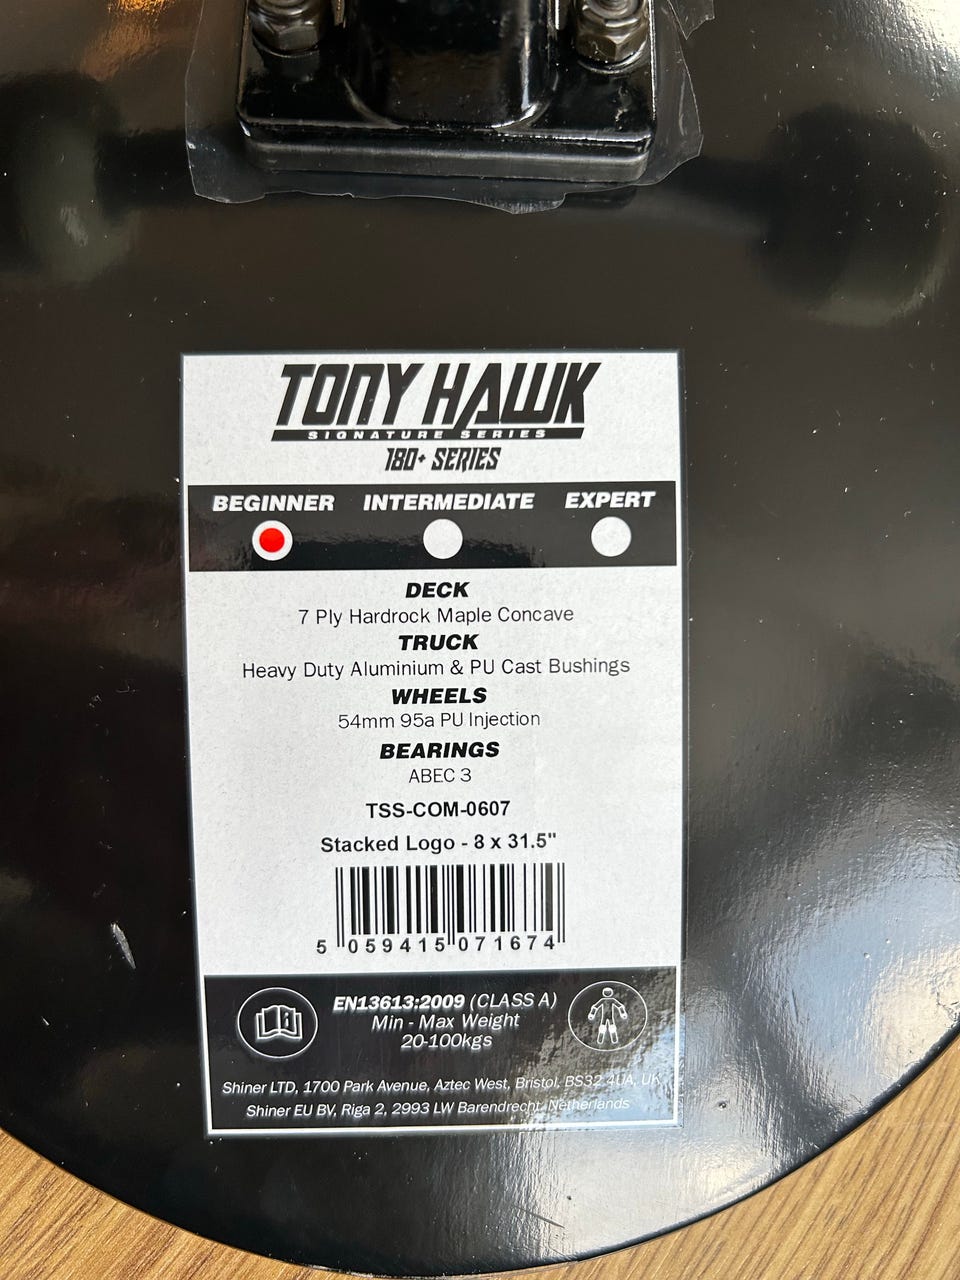 TONY HAWK
SIGNATURE SERIES
180+ SERIES
BEGINNER INTERMEDIATE EXPERT
DECK
7 Ply Hardrock Maple Concave
TRUCK
Heavy Duty Aluminium & PU Cast Bushings
WHEELS
54mm 95a PU Injection
BEARINGS
ABEC 3
TSS-COM-0607
Stacked Logo - 8 x 31.5"
5 059415 071674
EN13613:2009 (CLASS A)
Min - Max Weight
20-100kgs
Shiner LTD, 1700 Park Avenue, Aztec West, Bristol, BS32 4UA, UK
Shiner EU BV, Riga 2, 2993 LW Barendrecht, Netherlands